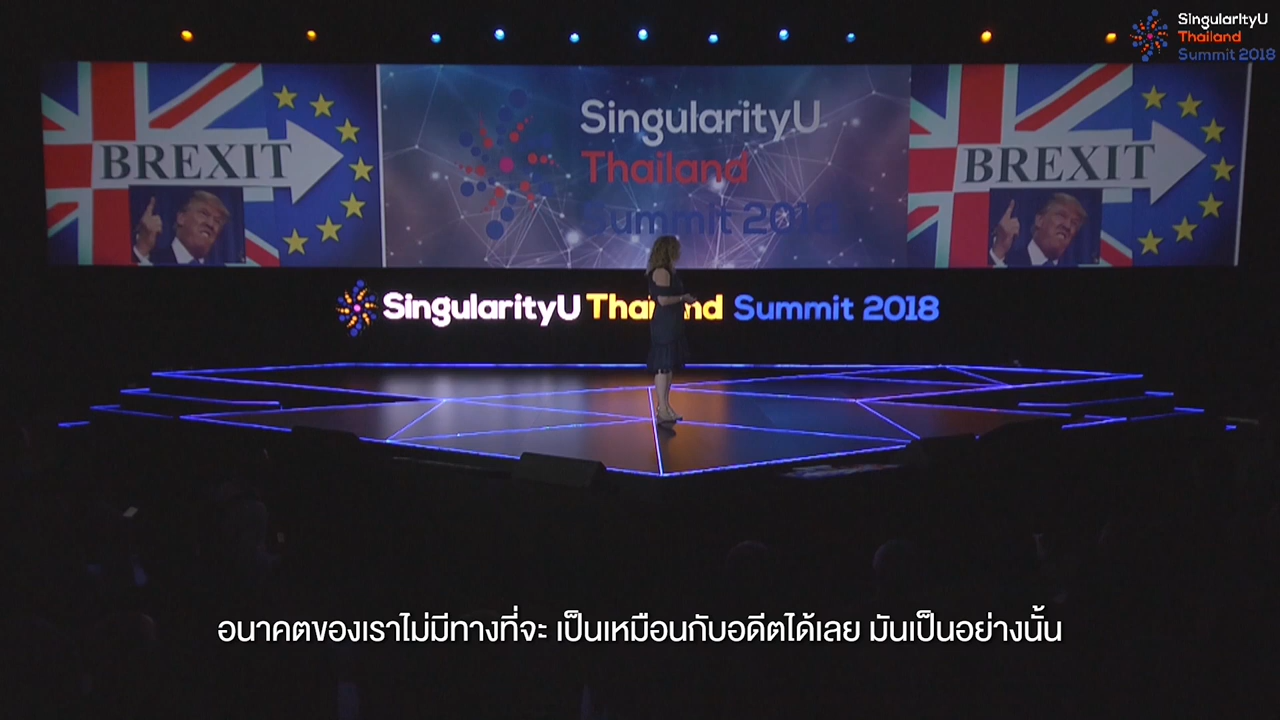 SingularityU
Thailand
Summit 2018
BREXIT
SingularityU
Thailand
Summit 2018
BREXIT
SingularityU Thailand Summit 2018
อนาคตของเราไม่มีทางที่จะ เป็นเหมือนกับอดีตได้เลย มันเป็นอย่างนั้น